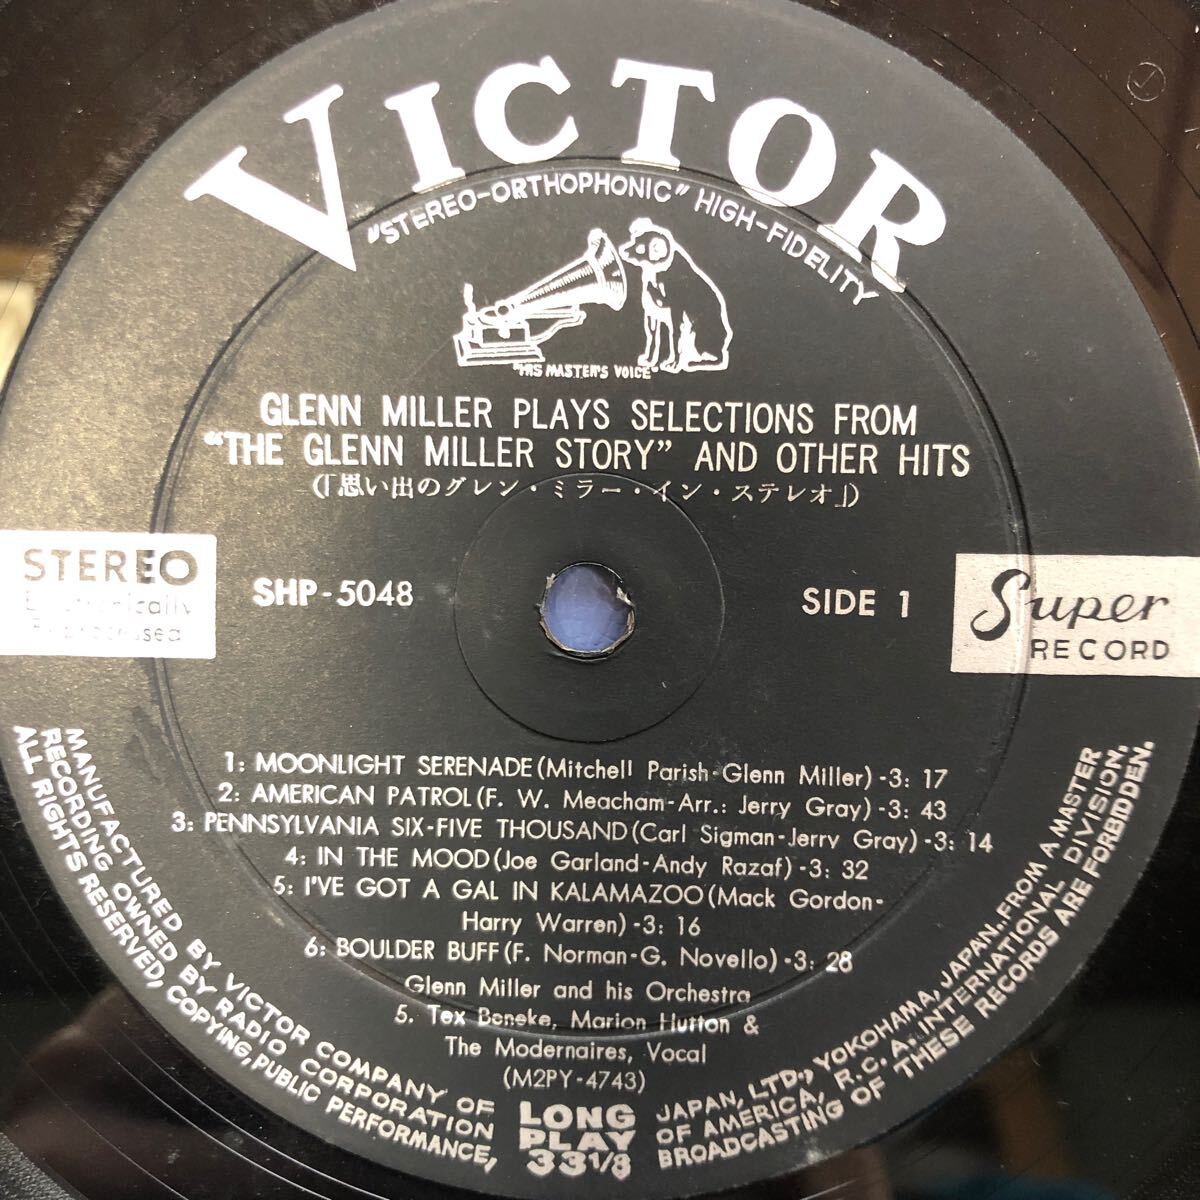 VICTOR
"STEREO-ORTHOPHONIC" HIGH-FIDELITY
"HIS MASTER'S VOICE"
GLENN MILLER PLAYS SELECTIONS FROM
"THE GLENN MILLER STORY" AND OTHER HITS
(「思い出のグレン・ミラー・イン・ステレオ」)
STEREO
Electronically
Reprocessed
SHP-5048
SIDE 1
Super
RECORD
1: MOONLIGHT SERENADE(Mitchell Parish-Glenn Miller)-3: 17
2: AMERICAN PATROL(F. W. Meacham-Arr.: Jerry Gray)-3: 43
3: PENNSYLVANIA SIX-FIVE THOUSAND(Carl Sigman-Jerry Gray)-3: 14
4: IN THE MOOD(Joe Garland-Andy Razaf)-3: 32
5: I'VE GOT A GAL IN KALAMAZOO(Mack Gordon-
Harry Warren)-3: 16
6: BOULDER BUFF(F. Norman-G. Novello)-3: 28
Glenn Miller and his Orchestra
5. Tex Beneke, Marion Hutton &
The Modernaires, Vocal
(M2PY-4743)
LONG
PLAY
33 1/3
MANUFACTURED BY VICTOR COMPANY OF JAPAN, LTD., YOKOHAMA, JAPAN. FROM A MASTER
RECORDING OWNED BY RADIO CORPORATION OF AMERICA, R. C. A. INTERNATIONAL DIVISION.
ALL RIGHTS RESERVED, COPYING, PUBLIC PERFORMANCE, BROADCASTING OF THESE RECORDS ARE FORBIDDEN.